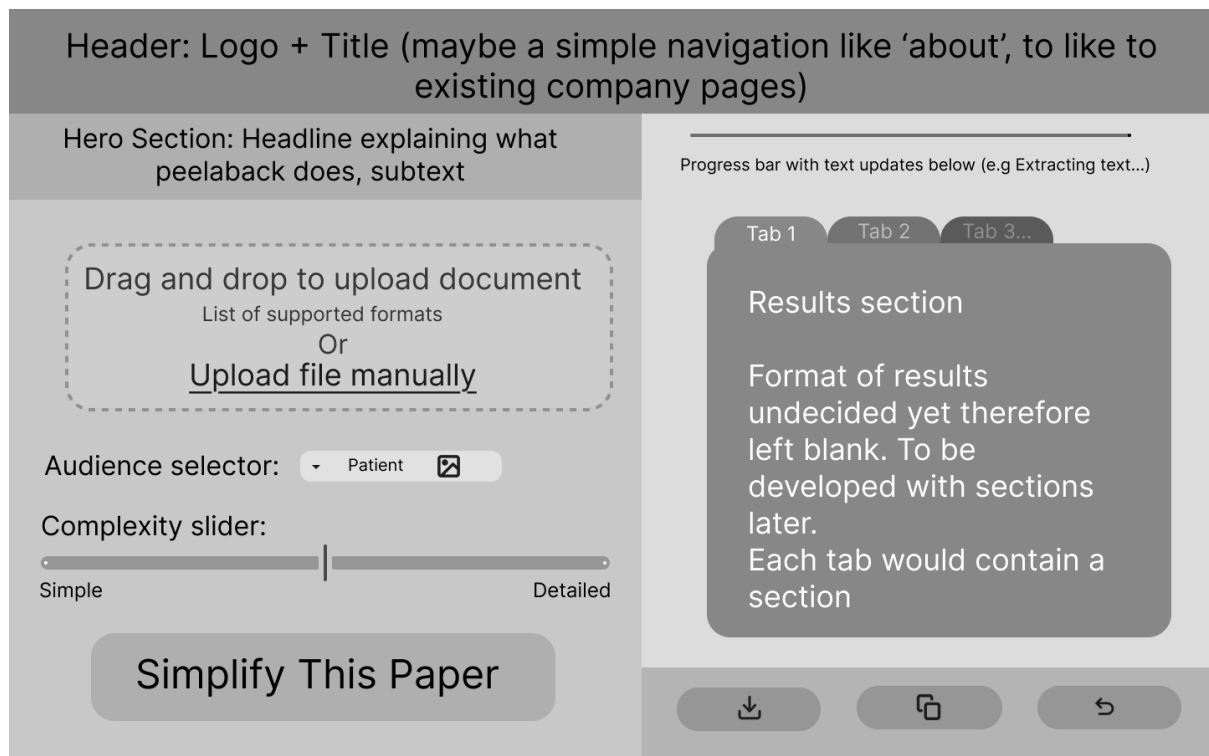 Header: Logo + Title (maybe a simple navigation like ‘about’, to like to
existing company pages)
Hero Section: Headline explaining what
peelaback does, subtext
Drag and drop to upload document
List of supported formats
Or
Upload file manually
Audience selector:
Patient
Complexity slider:
Simple
Detailed
Simplify This Paper
Progress bar with text updates below (e.g Extracting text...)
Tab 1
Tab 2
Tab 3...
Results section
Format of results
undecided yet therefore
left blank. To be
developed with sections
later.
Each tab would contain a
section